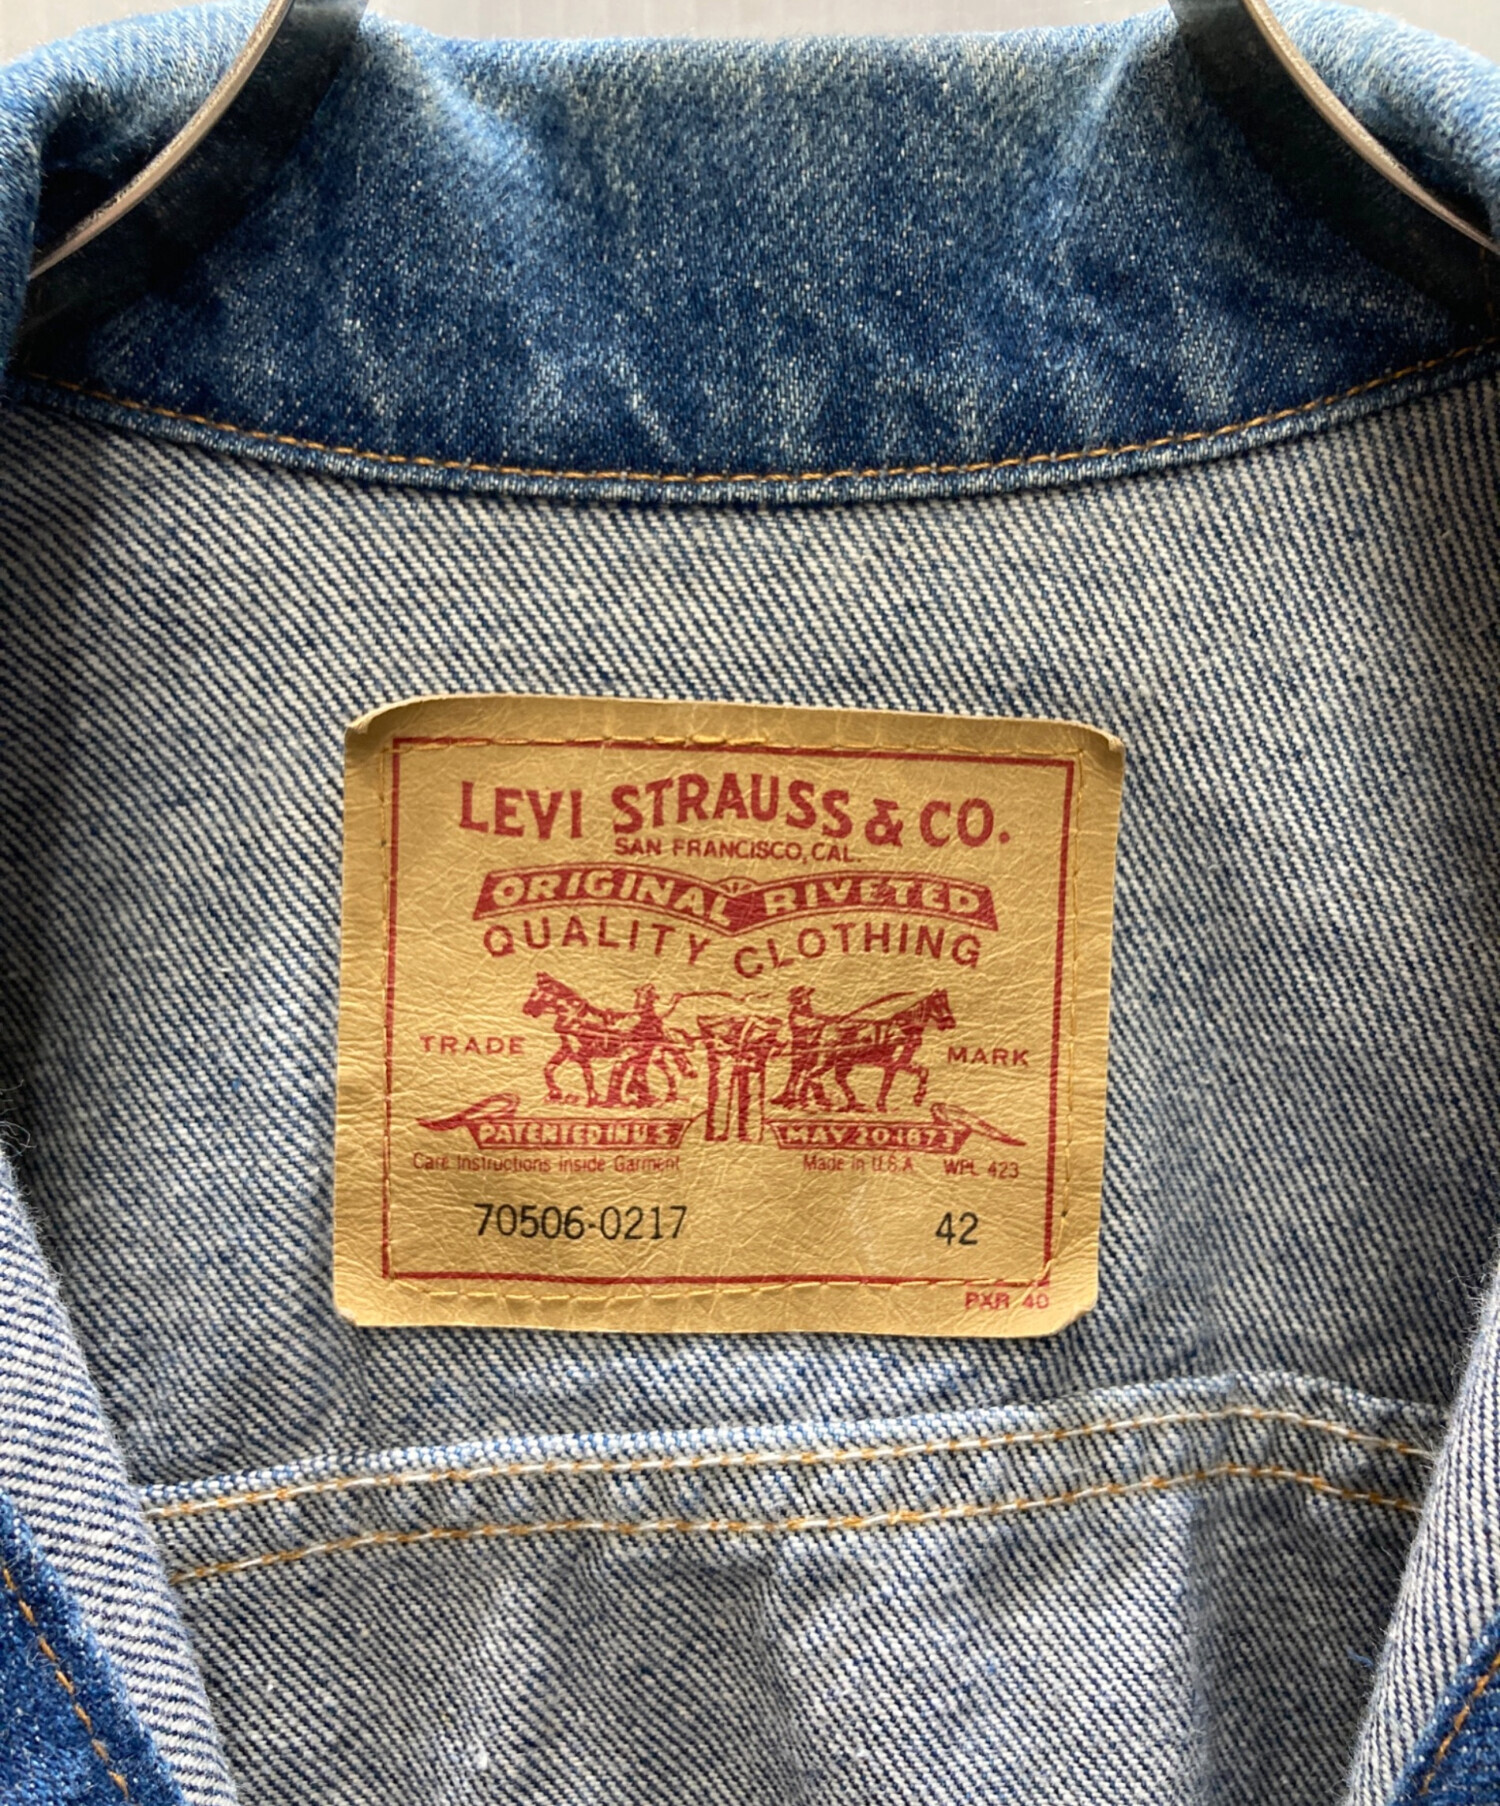 LEVI STRAUSS & CO.
SAN FRANCISCO, CAL.
ORIGINAL RIVETED
QUALITY CLOTHING
TRADE MARK
PATENTED IN U.S. MAY 20 1873
Care Instructions Inside Garment Made in U.S.A WPL 423
70506-0217 42
PXR 40